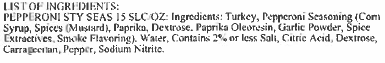 LIST OF INGREDIENTS:
PEPPERONI STY SEAS 15 SLC/OZ: Ingredients: Turkey, Pepperoni Seasoning (Corn
Syrup, Spices (Mustard), Paprika, Dextrose, Paprika Oleoresin, Garlic Powder, Spice
Extractives, Smoke Flavoring), Water, Contains 2% or less Salt, Citric Acid, Dextrose,
Carrageenan, Pepper, Sodium Nitrite.